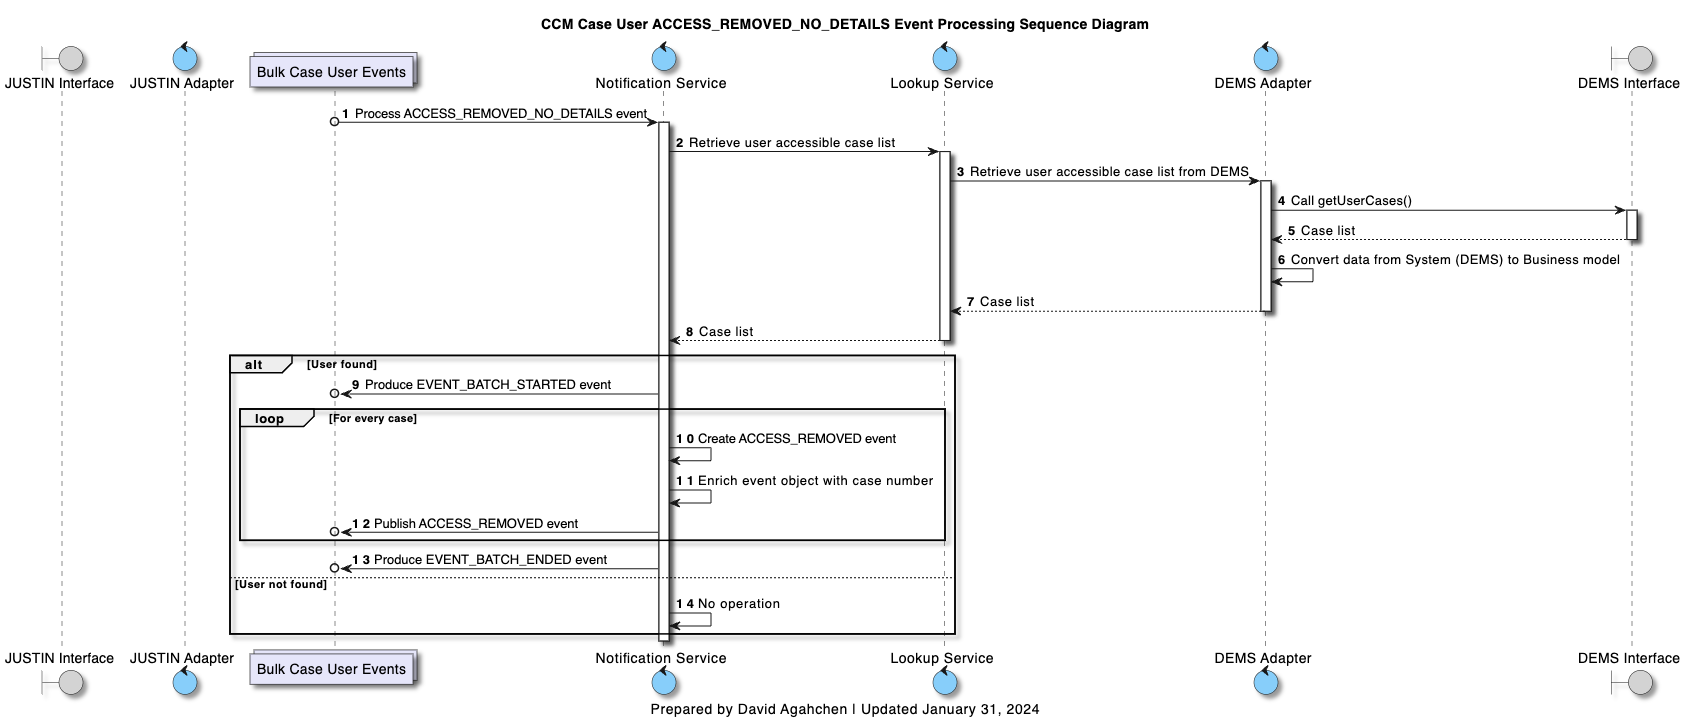 CCM Case User ACCESS_REMOVED_NO_DETAILS Event Processing Sequence Diagram
JUSTIN Interface
JUSTIN Adapter
Bulk Case User Events
Notification Service
Lookup Service
DEMS Adapter
DEMS Interface
1 Process ACCESS_REMOVED_NO_DETAILS event
2 Retrieve user accessible case list
3 Retrieve user accessible case list from DEMS
4 Call getUserCases()
5 Case list
6 Convert data from System (DEMS) to Business model
7 Case list
8 Case list
alt [User found]
9 Produce EVENT_BATCH_STARTED event
loop [For every case]
10 Create ACCESS_REMOVED event
11 Enrich event object with case number
12 Publish ACCESS_REMOVED event
13 Produce EVENT_BATCH_ENDED event
[User not found]
14 No operation
JUSTIN Interface
JUSTIN Adapter
Bulk Case User Events
Notification Service
Lookup Service
DEMS Adapter
DEMS Interface
Prepared by David Agahchen | Updated January 31, 2024